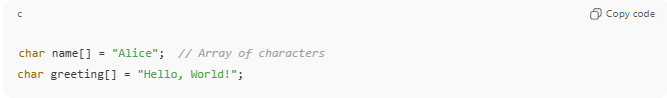 c Copy code
char name[] = "Alice";  // Array of characters
char greeting[] = "Hello, World!";